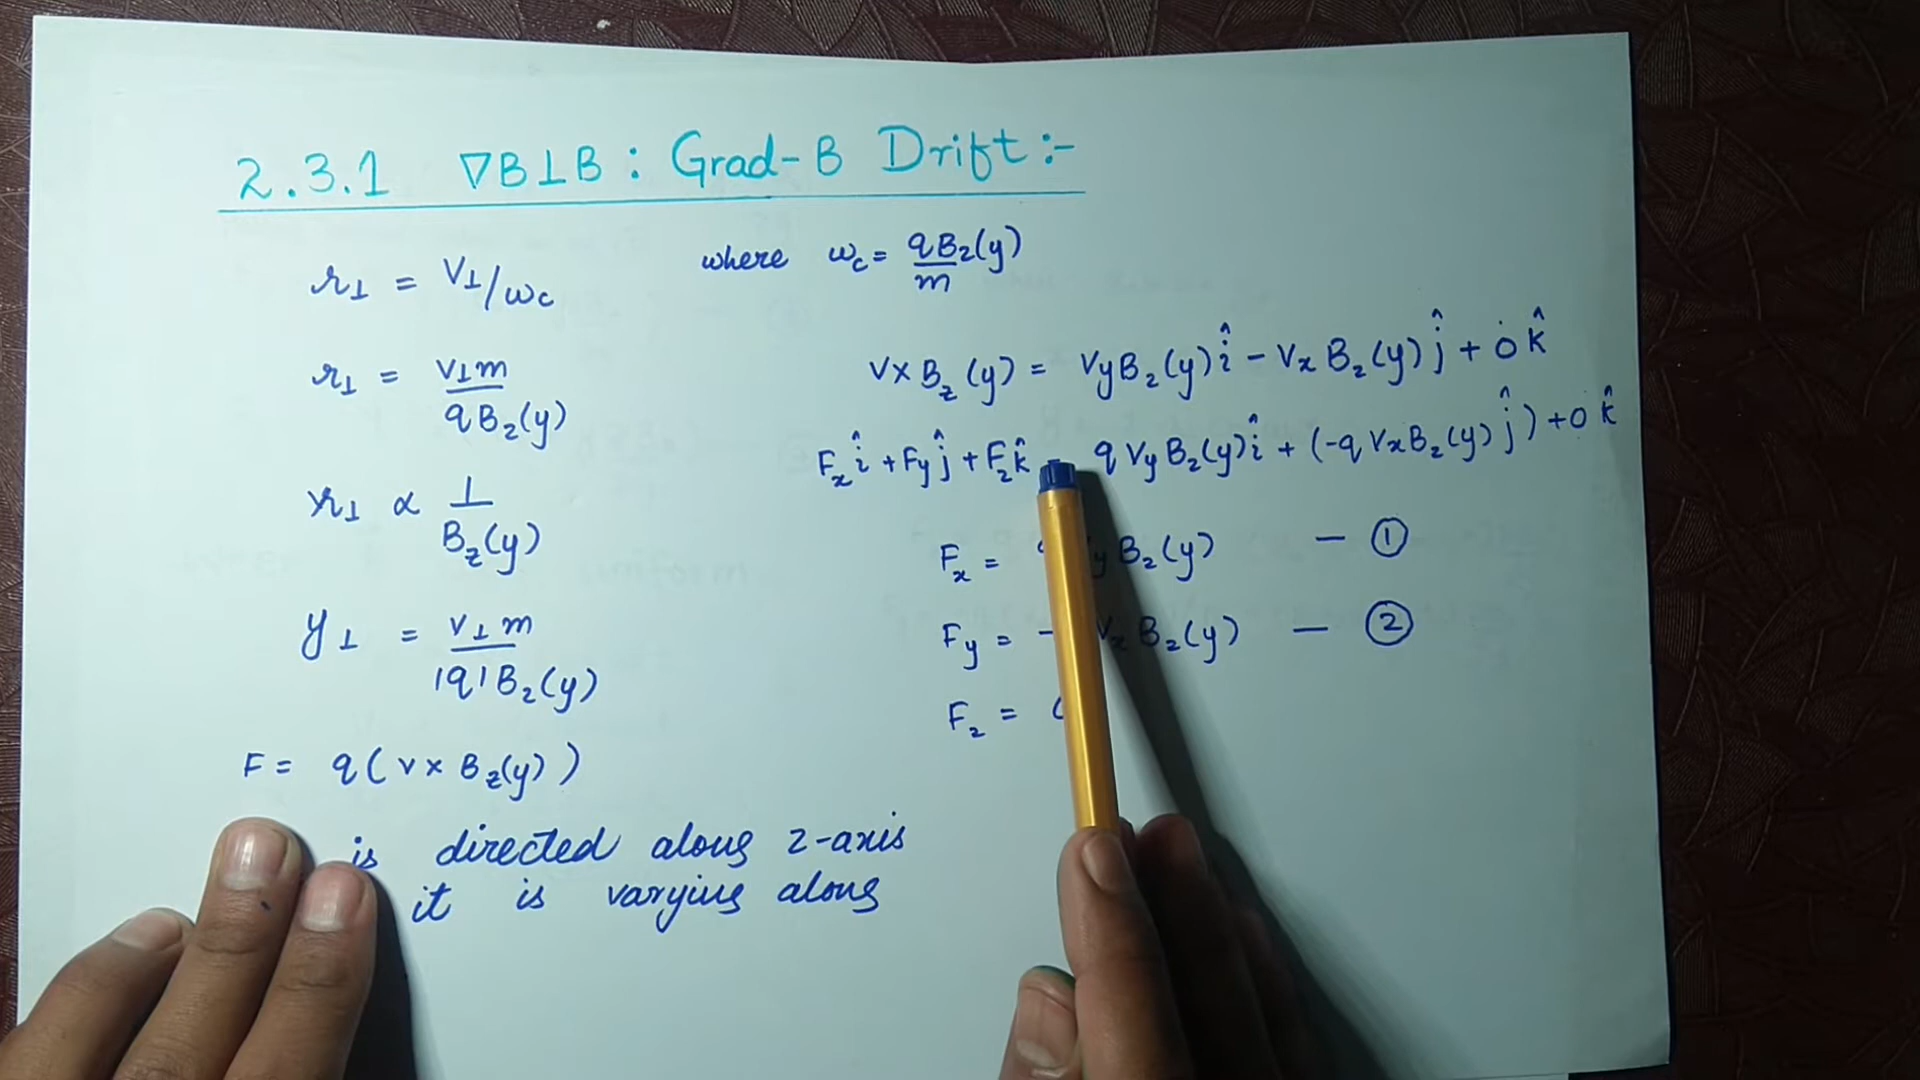 2.3.1 ∇B⊥B : Grad-B Drift :-
r⊥ = V⊥/ωc where ωc = qBz(y)/m
r⊥ = V⊥m/qBz(y)
r⊥ ∝ 1/Bz(y)
y⊥ = V⊥m/|q|Bz(y)
F = q(v×Bz(y))
is directed along z-axis
it is varying along
V×Bz(y) = VyBz(y)î - VxBz(y)ĵ + 0k̂
Fxî + Fyĵ + Fzk̂ = qVyBz(y)î + (-qVxBz(y)ĵ) + 0k̂
Fx = y Bz(y) — ①
Fy = - Vx Bz(y) — ②
Fz =